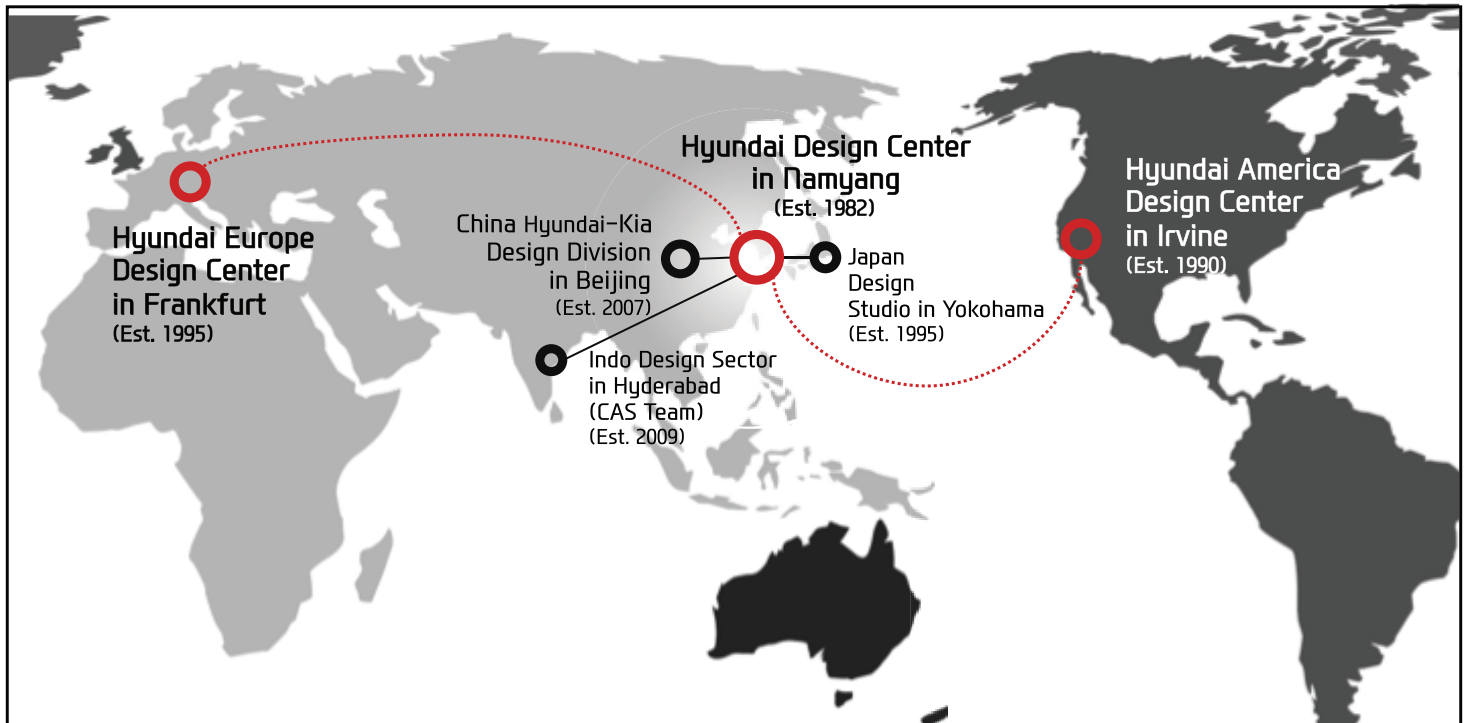 Hyundai Design Center
in Namyang
(Est. 1982)
Hyundai America
Design Center
in Irvine
(Est. 1990)
China Hyundai-Kia
Design Division
in Beijing
(Est. 2007)
Hyundai Europe
Design Center
in Frankfurt
(Est. 1995)
Japan
Design
Studio in Yokohama
(Est. 1995)
Indo Design Sector
in Hyderabad
(CAS Team)
(Est. 2009)